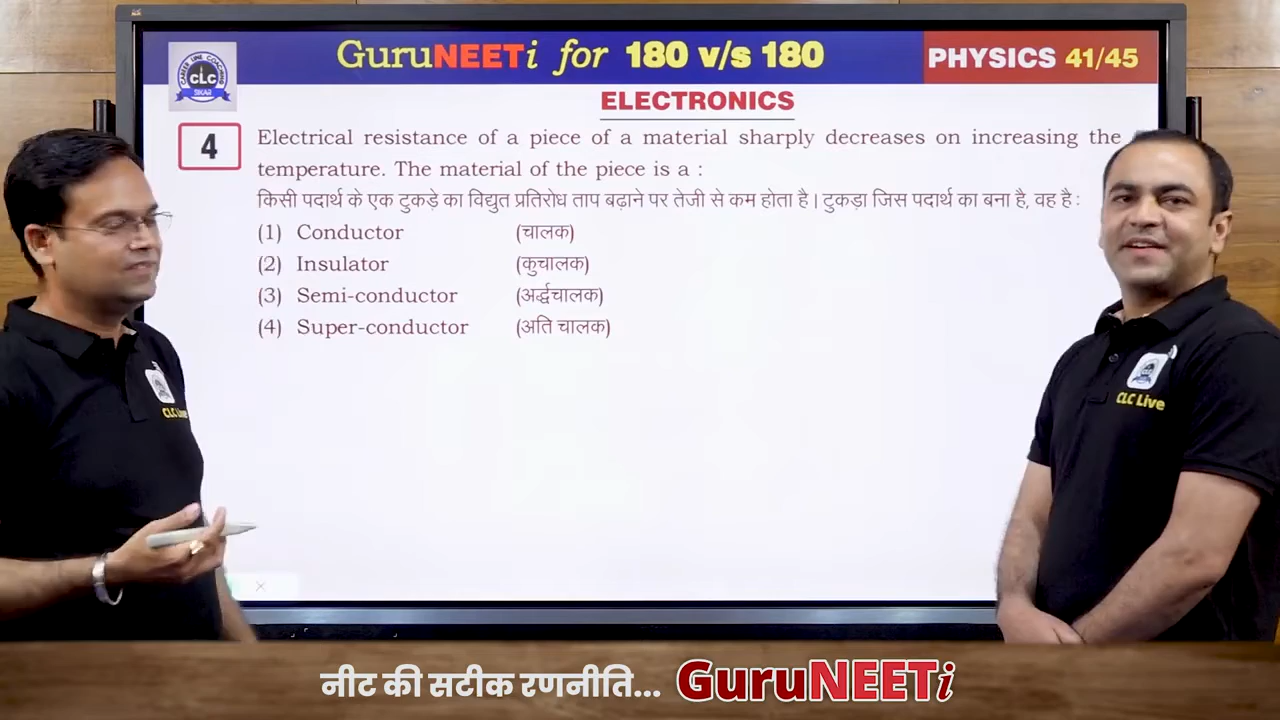 GuruNEETi for 180 v/s 180
PHYSICS 41/45
CLC
SIKAR
ELECTRONICS
4
Electrical resistance of a piece of a material sharply decreases on increasing the
temperature. The material of the piece is a :
किसी पदार्थ के एक टुकड़े का विद्युत प्रतिरोध ताप बढ़ाने पर तेजी से कम होता है। टुकड़ा जिस पदार्थ का बना है, वह है :
(1) Conductor (चालक)
(2) Insulator (कुचालक)
(3) Semi-conductor (अर्द्धचालक)
(4) Super-conductor (अति चालक)
CLC Live
CLC Live
नीट की सटीक रणनीति... GuruNEETi